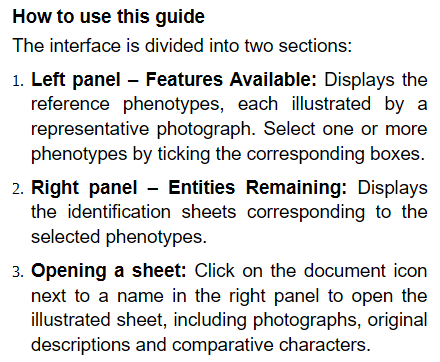 How to use this guide
The interface is divided into two sections:
1. Left panel – Features Available: Displays the
reference phenotypes, each illustrated by a
representative photograph. Select one or more
phenotypes by ticking the corresponding boxes.
2. Right panel – Entities Remaining: Displays
the identification sheets corresponding to the
selected phenotypes.
3. Opening a sheet: Click on the document icon
next to a name in the right panel to open the
illustrated sheet, including photographs, original
descriptions and comparative characters.